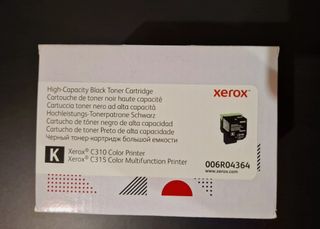 High-Capacity Black Toner Cartridge
Cartouche de toner noir haute capacité
Cartuccia toner nero ad alta capacità
Hochleistungs-Tonerpatrone Schwarz
Cartucho de tóner negro de alta capacidad
Cartucho de toner preto de alta capacidade
Черный тонер картридж большой емкости
xerox™
K
Xerox® C310 Color Printer
Xerox® C315 Color Multifunction Printer
006R04364
www.xerox.com